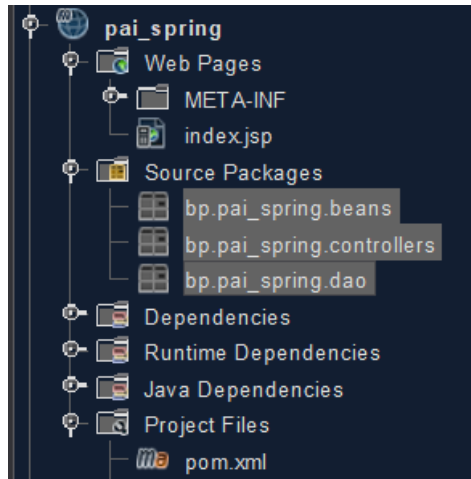 pai_spring
Web Pages
META-INF
index.jsp
Source Packages
bp.pai_spring.beans
bp.pai_spring.controllers
bp.pai_spring.dao
Dependencies
Runtime Dependencies
Java Dependencies
Project Files
pom.xml